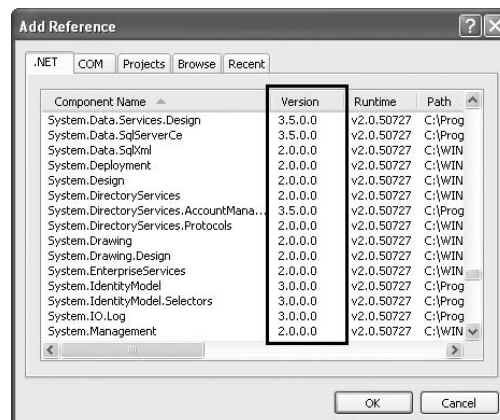 Add Reference
.NET COM Projects Browse Recent
Component Name Version Runtime Path
System.Data.Services.Design 3.5.0.0 v2.0.50727 C:\Prog
System.Data.SqlServerCe 3.5.0.0 v2.0.50727 C:\Prog
System.Data.SqlXml 2.0.0.0 v2.0.50727 C:\WIN
System.Deployment 2.0.0.0 v2.0.50727 C:\WIN
System.Design 2.0.0.0 v2.0.50727 C:\WIN
System.DirectoryServices 2.0.0.0 v2.0.50727 C:\WIN
System.DirectoryServices.AccountMana... 3.5.0.0 v2.0.50727 C:\Prog
System.DirectoryServices.Protocols 2.0.0.0 v2.0.50727 C:\WIN
System.Drawing 2.0.0.0 v2.0.50727 C:\WIN
System.Drawing.Design 2.0.0.0 v2.0.50727 C:\WIN
System.EnterpriseServices 2.0.0.0 v2.0.50727 C:\WIN
System.IdentityModel 3.0.0.0 v2.0.50727 C:\Prog
System.IdentityModel.Selectors 3.0.0.0 v2.0.50727 C:\Prog
System.IO.Log 3.0.0.0 v2.0.50727 C:\Prog
System.Management 2.0.0.0 v2.0.50727 C:\WIN
OK Cancel